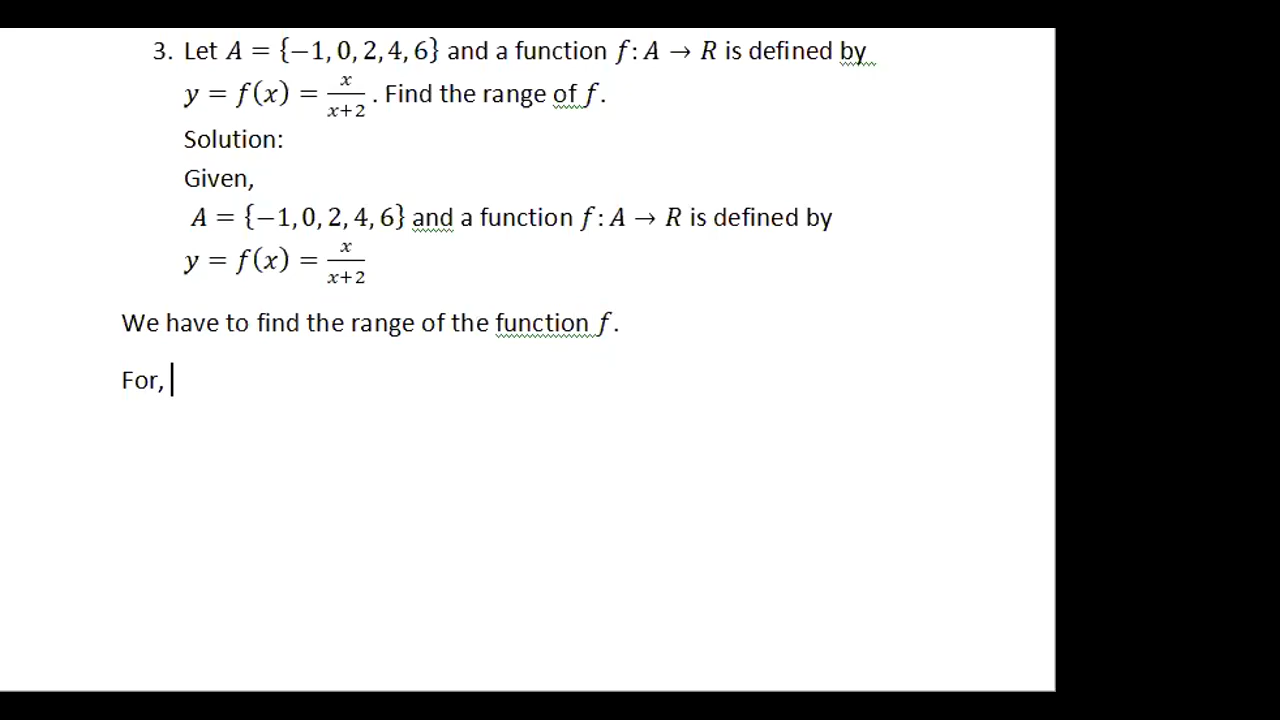 3. Let A = {−1, 0, 2, 4, 6} and a function f: A → R is defined by
y = f(x) = x/(x+2) . Find the range of f.
Solution:
Given,
A = {−1, 0, 2, 4, 6} and a function f: A → R is defined by
y = f(x) = x/(x+2)
We have to find the range of the function f.
For,